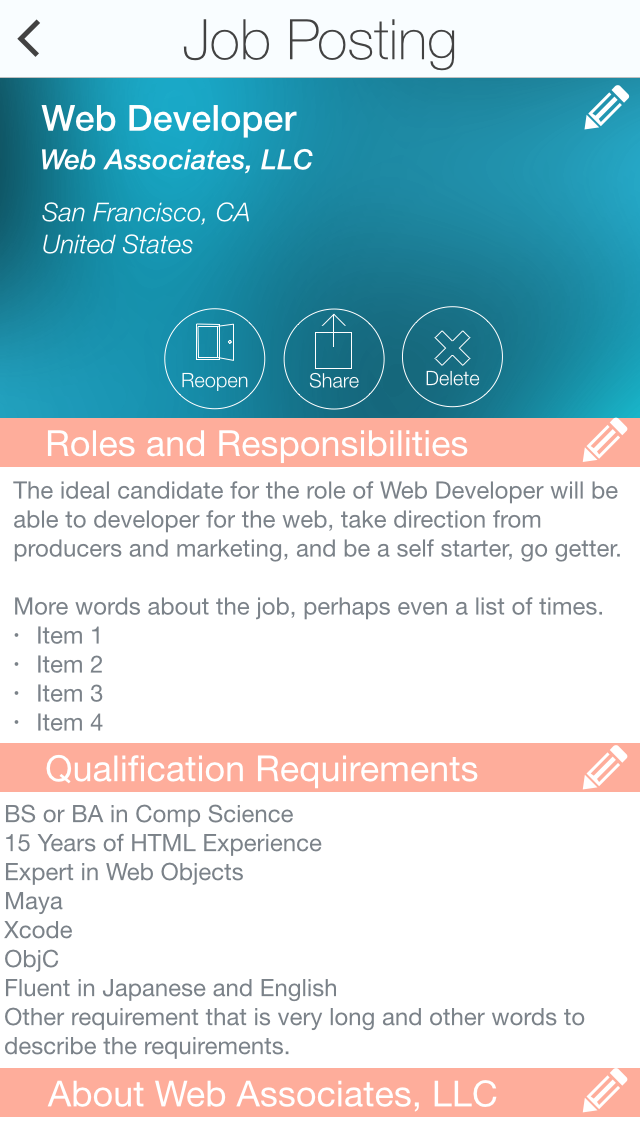 Job Posting
Web Developer
Web Associates, LLC
San Francisco, CA
United States
Reopen
Share
Delete
Roles and Responsibilities
The ideal candidate for the role of Web Developer will be
able to developer for the web, take direction from
producers and marketing, and be a self starter, go getter.
More words about the job, perhaps even a list of times.
· Item 1
· Item 2
· Item 3
· Item 4
Qualification Requirements
BS or BA in Comp Science
15 Years of HTML Experience
Expert in Web Objects
Maya
Xcode
ObjC
Fluent in Japanese and English
Other requirement that is very long and other words to
describe the requirements.
About Web Associates, LLC